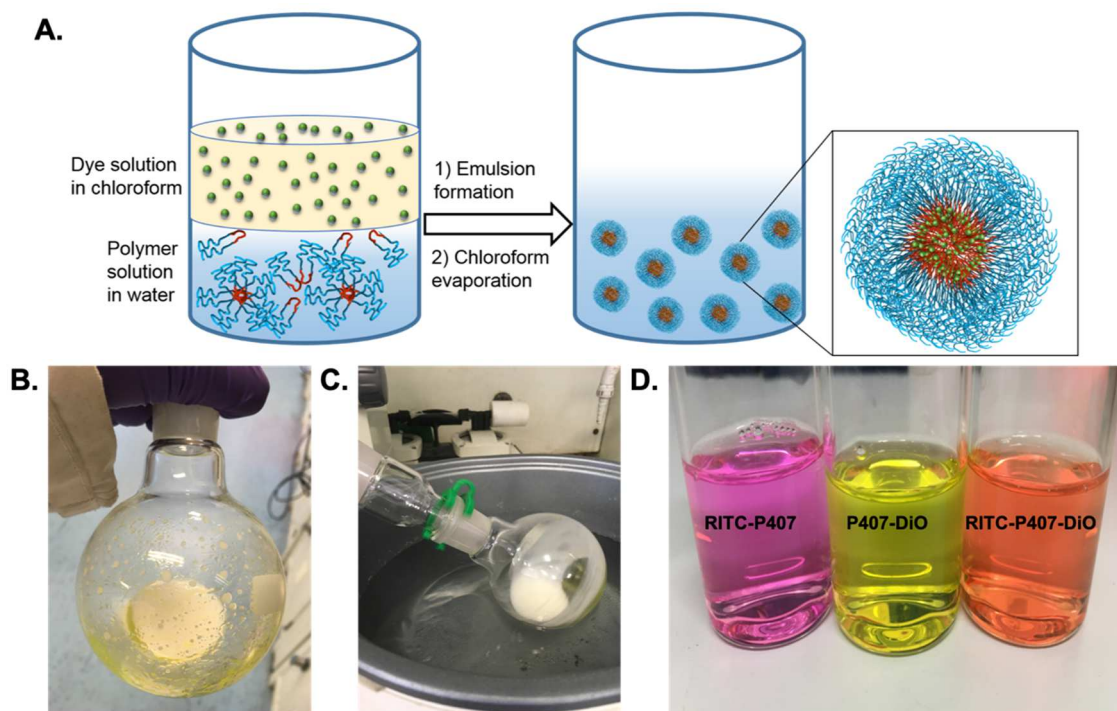 A.
Dye solution
in chloroform
Polymer
solution
in water
1) Emulsion
formation
2) Chloroform
evaporation
B.
C.
D.
RITC-P407
P407-DiO
RITC-P407-DiO